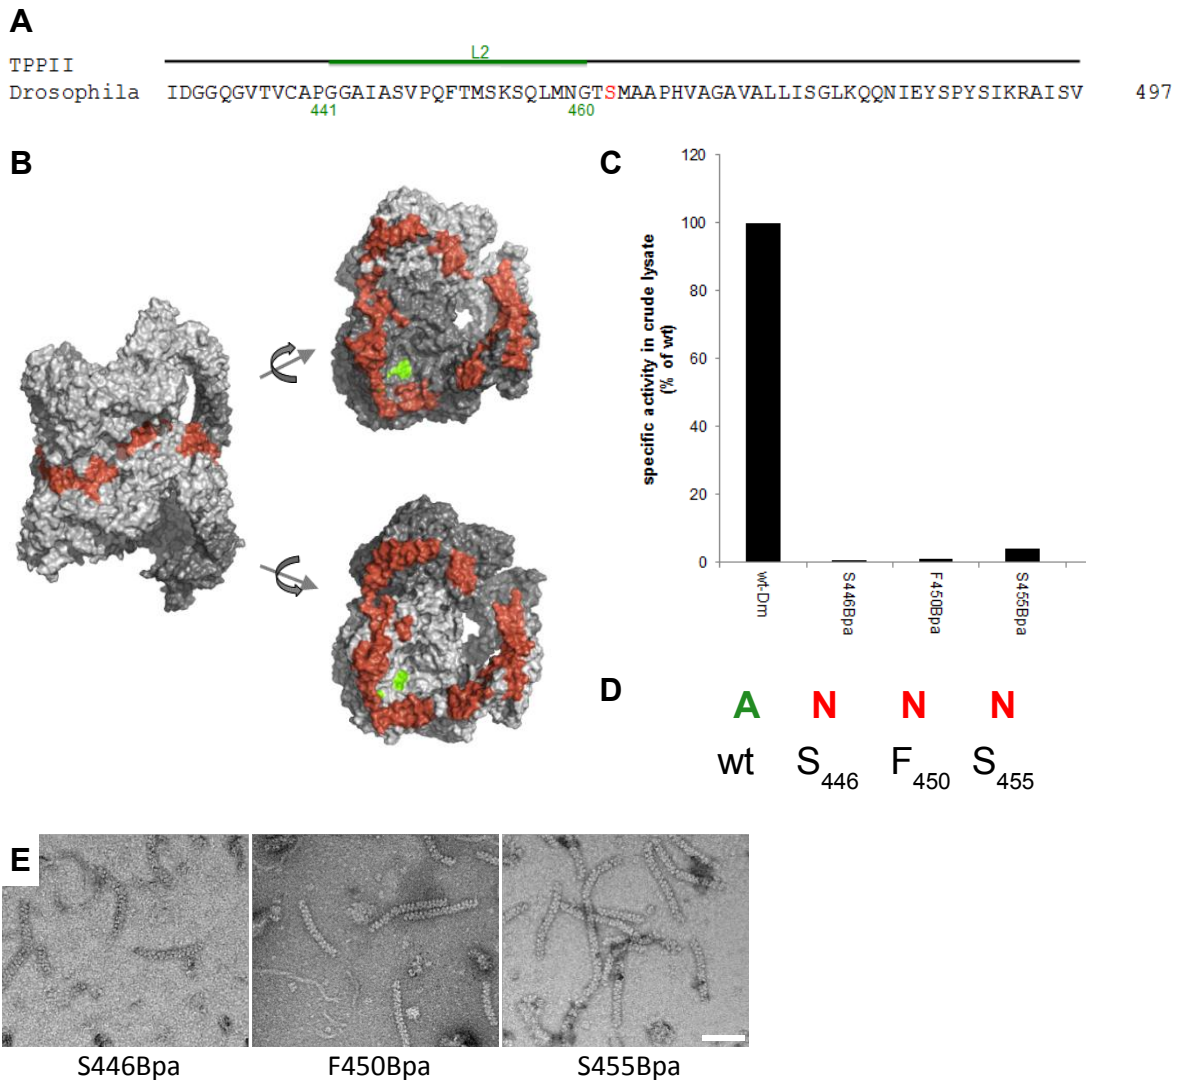 A
L2
TPPII
Drosophila IDGGQGVTVCAPGGAIASVPQFTMSKSQLMNGTSMAAPHVAGAVALLISGLKQQNIEYSPYSIKRAISV 497
441 460
B
C
specific activity in crude lysate
(% of wt)
120
100
80
60
40
20
0
wt-Dm
S446Bpa
F450Bpa
S455Bpa
D
A N N N
wt S446 F450 S455
E
S446Bpa F450Bpa S455Bpa